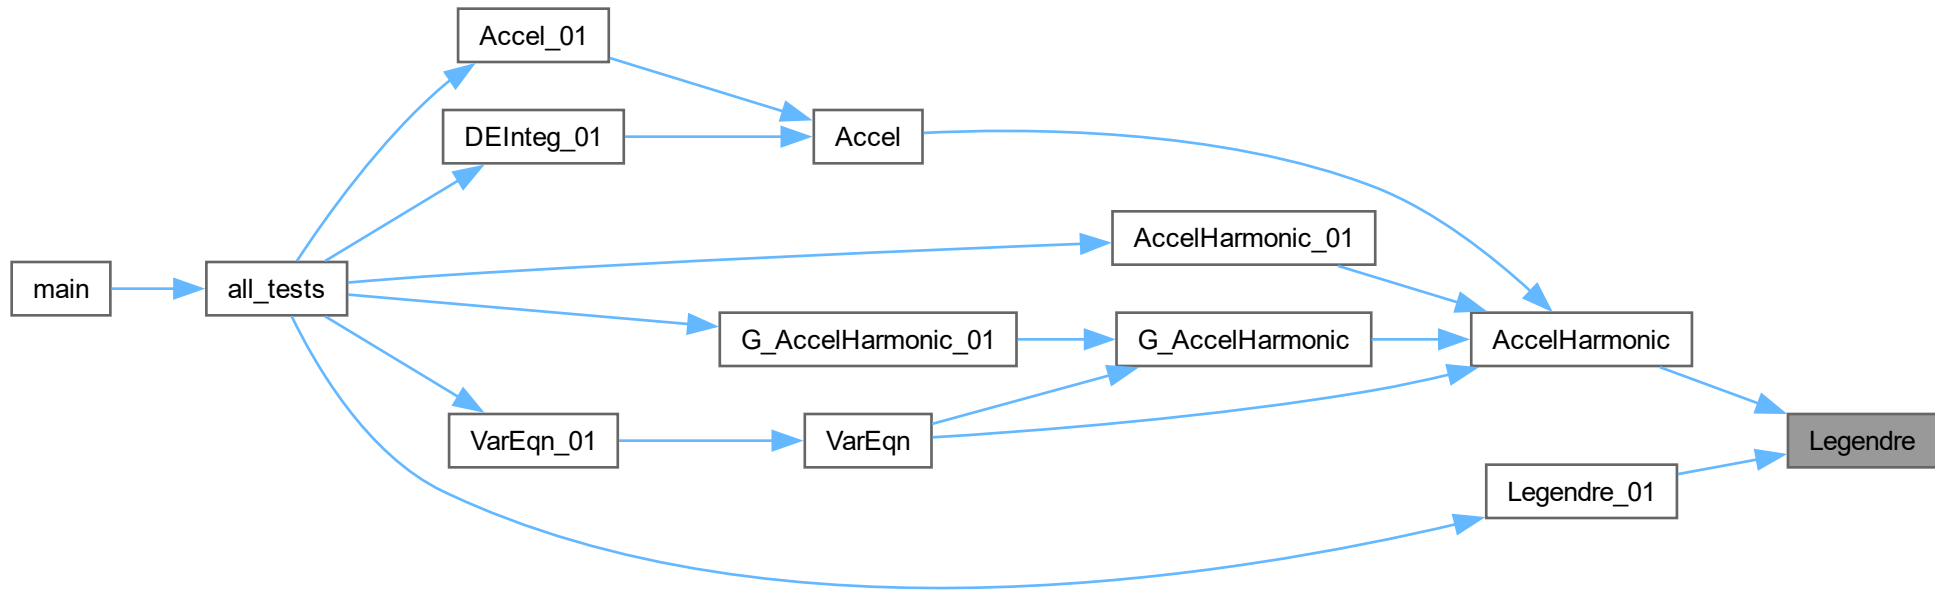 Accel_01
DEInteg_01
Accel
AccelHarmonic_01
main
all_tests
G_AccelHarmonic_01
G_AccelHarmonic
AccelHarmonic
VarEqn_01
VarEqn
Legendre
Legendre_01